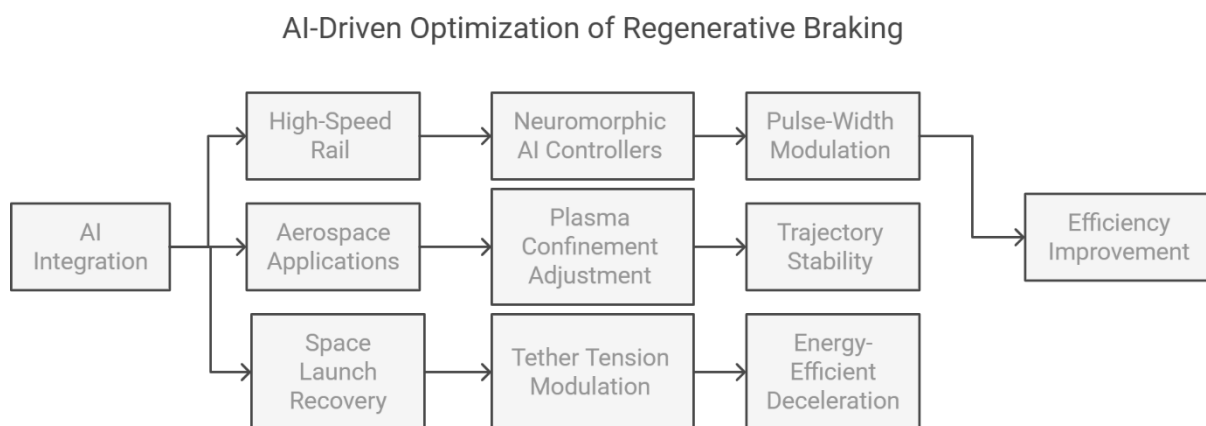 AI-Driven Optimization of Regenerative Braking
High-Speed
Rail
Neuromorphic
AI Controllers
Pulse-Width
Modulation
AI
Integration
Aerospace
Applications
Plasma
Confinement
Adjustment
Trajectory
Stability
Efficiency
Improvement
Space
Launch
Recovery
Tether Tension
Modulation
Energy-
Efficient
Deceleration